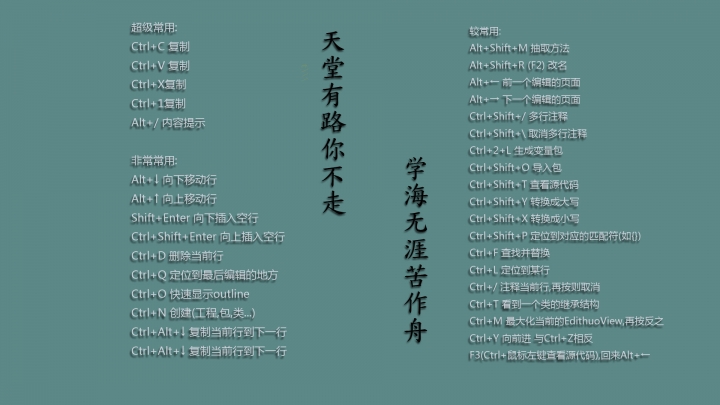 超级常用:
Ctrl+C 复制
Ctrl+V 复制
Ctrl+X复制
Ctrl+1复制
Alt+/ 内容提示
非常常用:
Alt+↓ 向下移动行
Alt+↑ 向上移动行
Shift+Enter 向下插入空行
Ctrl+Shift+Enter 向上插入空行
Ctrl+D 删除当前行
Ctrl+Q 定位到最后编辑的地方
Ctrl+O 快速显示outline
Ctrl+N 创建(工程,包,类...)
Ctrl+Alt+↓ 复制当前行到下一行
Ctrl+Alt+↓ 复制当前行到下一行
天堂有路你不走
学海无涯苦作舟
较常用:
Alt+Shift+M 抽取方法
Alt+Shift+R (F2) 改名
Alt+← 前一个编辑的页面
Alt+→ 下一个编辑的页面
Ctrl+Shift+/ 多行注释
Ctrl+Shift+\ 取消多行注释
Ctrl+2+L 生成变量包
Ctrl+Shift+O 导入包
Ctrl+Shift+T 查看源代码
Ctrl+Shift+Y 转换成大写
Ctrl+Shift+X 转换成小写
Ctrl+Shift+P 定位到对应的匹配符(如{})
Ctrl+F 查找并替换
Ctrl+L 定位到某行
Ctrl+/ 注释当前行,再按则取消
Ctrl+T 看到一个类的继承结构
Ctrl+M 最大化当前的EdithuoView,再按反之
Ctrl+Y 向前进 与Ctrl+Z相反
F3(Ctrl+鼠标左键查看源代码),回来Alt+←